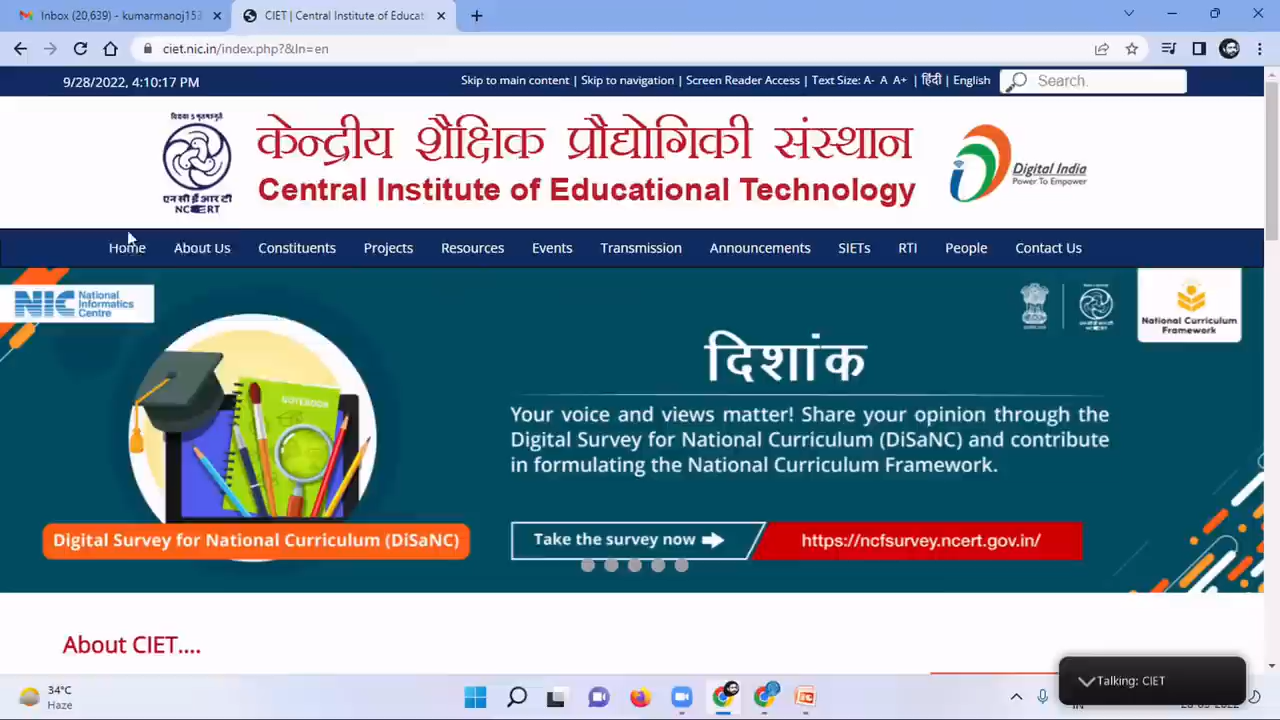 Inbox (20,639) - kumarmanoj153
CIET | Central Institute of Educat
ciet.nic.in/index.php?&ln=en
9/28/2022, 4:10:17 PM
Skip to main content | Skip to navigation | Screen Reader Access | Text Size: A- A A+ | हिंदी | English
Search.
केन्द्रीय शैक्षिक प्रौद्योगिकी संस्थान
Central Institute of Educational Technology
एन सी ई आर टी
NCERT
Digital India
Power To Empower
Home About Us Constituents Projects Resources Events Transmission Announcements SIETs RTI People Contact Us
NIC National
Informatics
Centre
National Curriculum
Framework
NOTEBOOK
दिशांक
Your voice and views matter! Share your opinion through the
Digital Survey for National Curriculum (DiSaNC) and contribute
in formulating the National Curriculum Framework.
Digital Survey for National Curriculum (DiSaNC)
Take the survey now
https://ncfsurvey.ncert.gov.in/
About CIET....
Talking: CIET
34°C
Haze